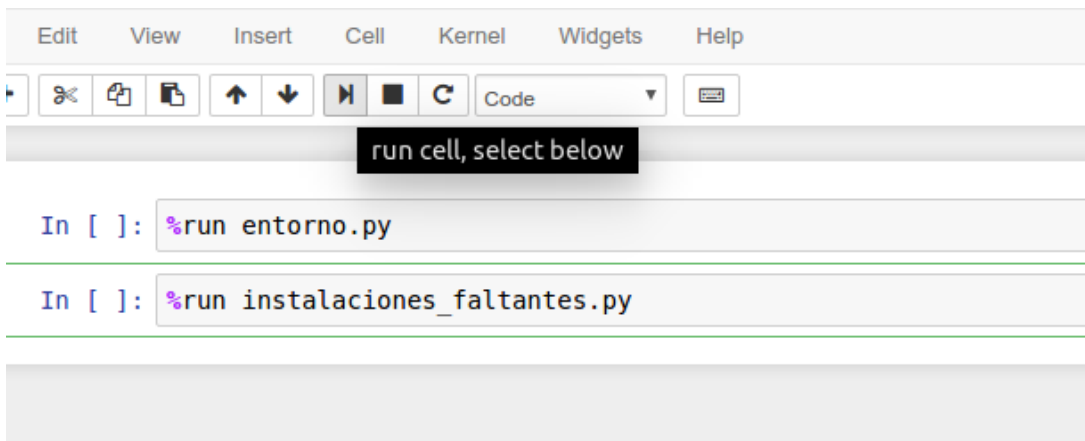 Edit View Insert Cell Kernel Widgets Help
Code
run cell, select below
In [ ]: %run entorno.py
In [ ]: %run instalaciones_faltantes.py